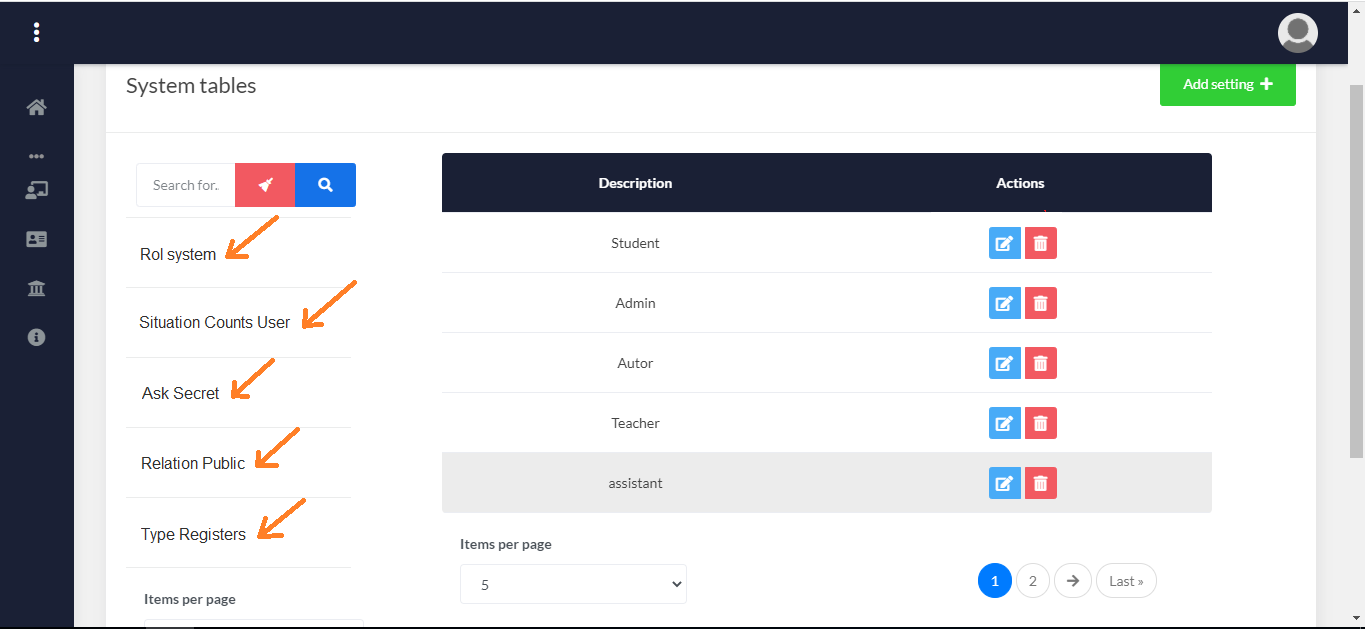 System tables
Add setting
Search for..
Rol system
Situation Counts User
Ask Secret
Relation Public
Type Registers
Items per page
Description Actions
Student
Admin
Autor
Teacher
assistant
Items per page
5
1 2 Last »